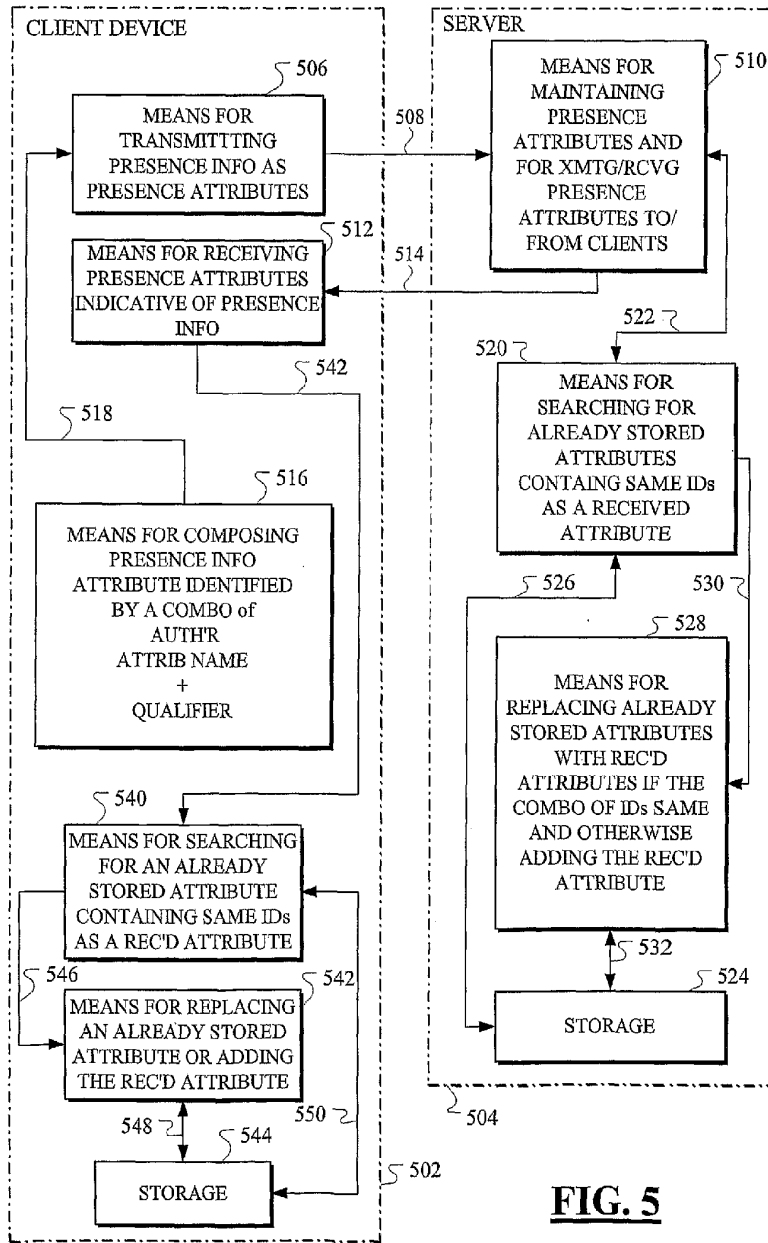 CLIENT DEVICE
506
MEANS FOR
TRANSMITTTING
PRESENCE INFO AS
PRESENCE ATTRIBUTES
508
512
MEANS FOR RECEIVING
PRESENCE ATTRIBUTES
INDICATIVE OF PRESENCE
INFO
514
542
518
516
MEANS FOR COMPOSING
PRESENCE INFO
ATTRIBUTE IDENTIFIED
BY A COMBO of
AUTH'R
ATTRIB NAME
+
QUALIFIER
540
MEANS FOR SEARCHING
FOR AN ALREADY
STORED ATTRIBUTE
CONTAINING SAME IDs
AS A REC'D ATTRIBUTE
546
542
MEANS FOR REPLACING
AN ALREADY STORED
ATTRIBUTE OR ADDING
THE REC'D ATTRIBUTE
548
544
550
STORAGE
502
SERVER
510
MEANS FOR
MAINTAINING
PRESENCE
ATTRIBUTES AND
FOR XMTG/RCVG
PRESENCE
ATTRIBUTES TO/
FROM CLIENTS
522
520
MEANS FOR
SEARCHING FOR
ALREADY STORED
ATTRIBUTES
CONTAING SAME IDs
AS A RECEIVED
ATTRIBUTE
526
530
528
MEANS FOR
REPLACING ALREADY
STORED ATTRIBUTES
WITH REC'D
ATTRIBUTES IF THE
COMBO OF IDs SAME
AND OTHERWISE
ADDING THE REC'D
ATTRIBUTE
532
524
STORAGE
504
FIG. 5